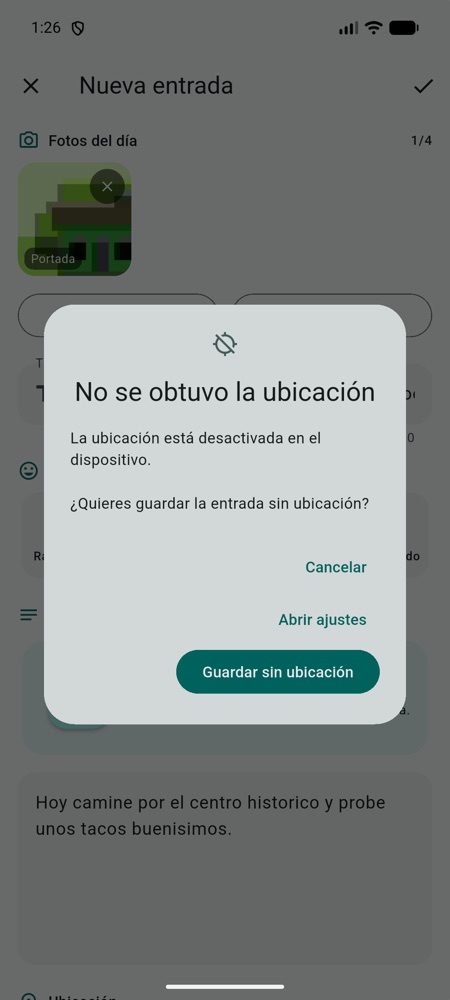 1:26
Nueva entrada
Fotos del día
1/4
Portada
No se obtuvo la ubicación
La ubicación está desactivada en el
dispositivo.
¿Quieres guardar la entrada sin ubicación?
Cancelar
Abrir ajustes
Guardar sin ubicación
Hoy camine por el centro historico y probe
unos tacos buenisimos.
Ubicación